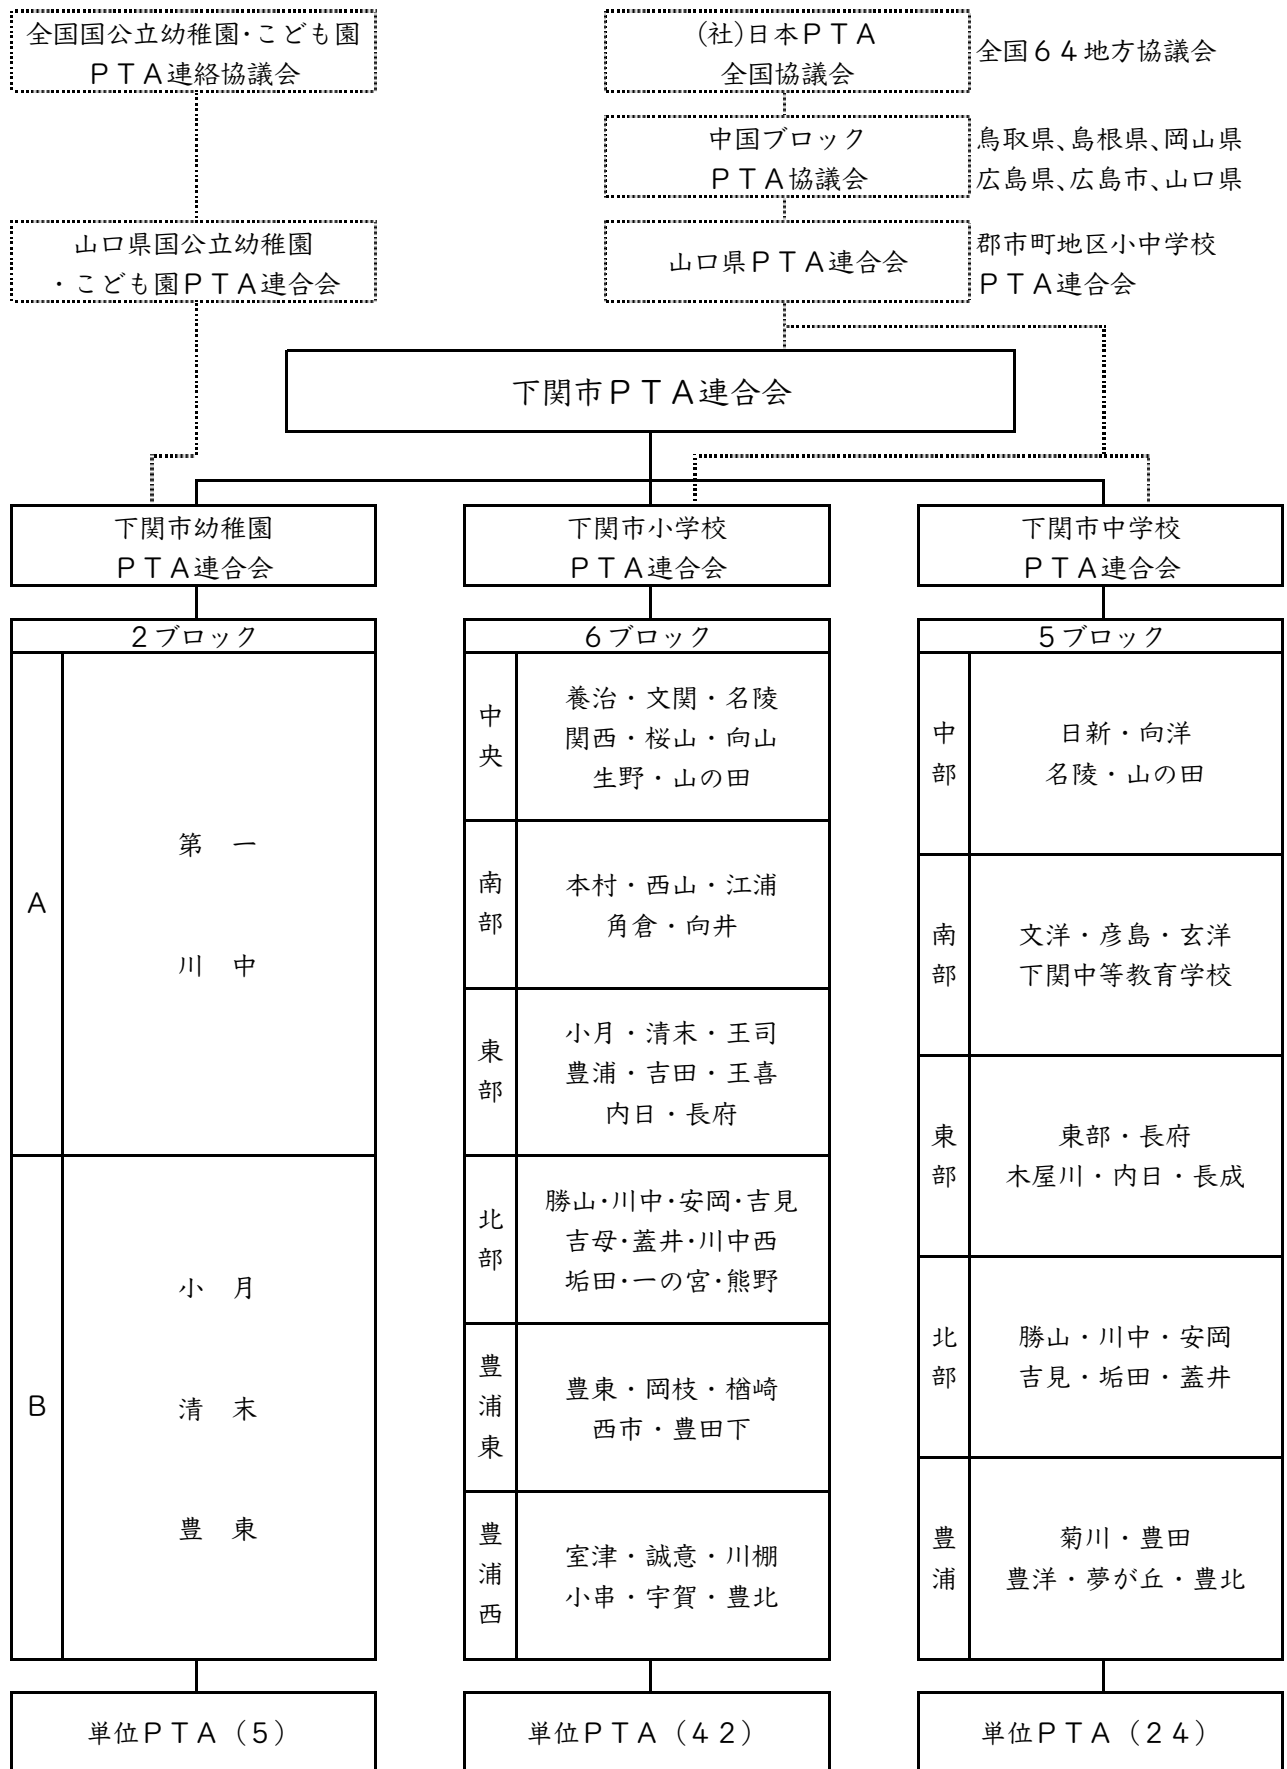 全国国公立幼稚園・こども園
ＰＴＡ連絡協議会
(社)日本ＰＴＡ
全国協議会
全国６４地方協議会
中国ブロック
ＰＴＡ協議会
鳥取県、島根県、岡山県
広島県、広島市、山口県
山口県国公立幼稚園
・こども園ＰＴＡ連合会
山口県ＰＴＡ連合会
郡市町地区小中学校
ＰＴＡ連合会
下関市ＰＴＡ連合会
下関市幼稚園
ＰＴＡ連合会
２ブロック
A
第　一
川　中
B
小　月
清　末
豊　東
単位ＰＴＡ（５）
下関市小学校
ＰＴＡ連合会
６ブロック
中央
養治・文関・名陵
関西・桜山・向山
生野・山の田
南部
本村・西山・江浦
角倉・向井
東部
小月・清末・王司
豊浦・吉田・王喜
内日・長府
北部
勝山・川中・安岡・吉見
吉母・蓋井・川中西
垢田・一の宮・熊野
豊浦東
豊東・岡枝・楢崎
西市・豊田下
豊浦西
室津・誠意・川棚
小串・宇賀・豊北
単位ＰＴＡ（４２）
下関市中学校
ＰＴＡ連合会
５ブロック
中部
日新・向洋
名陵・山の田
南部
文洋・彦島・玄洋
下関中等教育学校
東部
東部・長府
木屋川・内日・長成
北部
勝山・川中・安岡
吉見・垢田・蓋井
豊浦
菊川・豊田
豊洋・夢が丘・豊北
単位ＰＴＡ（２４）